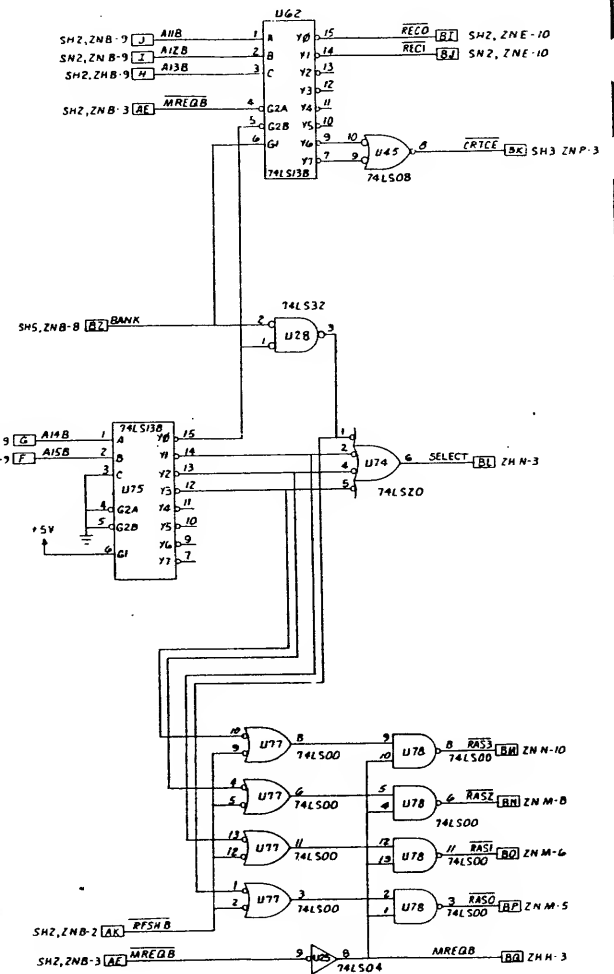 U62
SH2, ZNB-9 J A11B 1 A Y0 15 REC0 BI SH2, ZNE-10
SH2, ZNB-9 I A12B 2 B Y1 14 REC1 BJ SH2, ZNE-10
SH2, ZNB-9 H A13B 3 C Y2 13
Y3 12
SH2, ZNB-3 AE MREQB 4 G2A Y4 11
5 G2B Y5 10
6 G1 Y6 9 10
Y7 7 9 U45 8 CRTCE BK SH3 ZNP-3
74LS138 74LS08
74LS32
SH5, ZNB-8 BZ BANK 2 U28 3
1
74LS138
9 G A14B 1 A Y0 15 1
-9 F A15B 2 B Y1 14 2
3 C Y2 13 4 U74 6 SELECT BL ZHN-3
U75 Y3 12 5
4 G2A Y4 11 74LS20
5 G2B Y5 10
+5V Y6 9
6 G1 Y7 7
10 U77 8 9 U78 8 RAS3 BM ZNN-10
9 74LS00 10 74LS00
4 U77 6 5 U78 6 RAS2 BN ZNM-8
5 74LS00 4 74LS00
13 U77 11 12 U78 11 RAS1 BO ZNM-6
12 74LS00 13 74LS00
1 U77 3 2 U78 3 RAS0 BP ZNM-5
2 74LS00 1 74LS00
SH2, ZNB-2 AK RFSHB
SH2, ZNB-3 AE MREQB 9 U25 8 MREQB BQ ZHH-3
74LS04